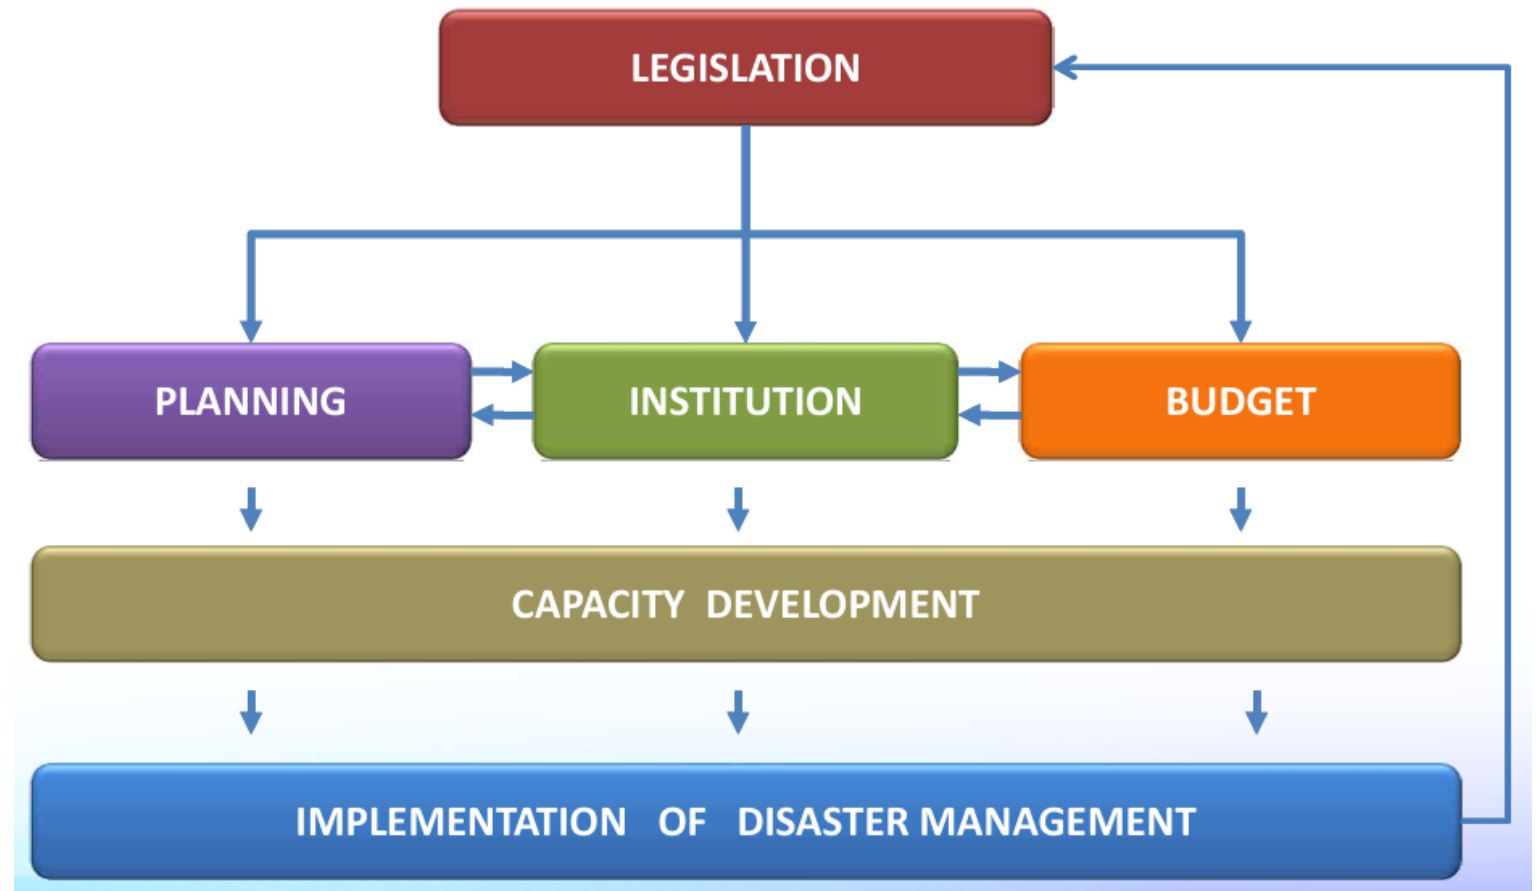 LEGISLATION
PLANNING
INSTITUTION
BUDGET
CAPACITY DEVELOPMENT
IMPLEMENTATION OF DISASTER MANAGEMENT